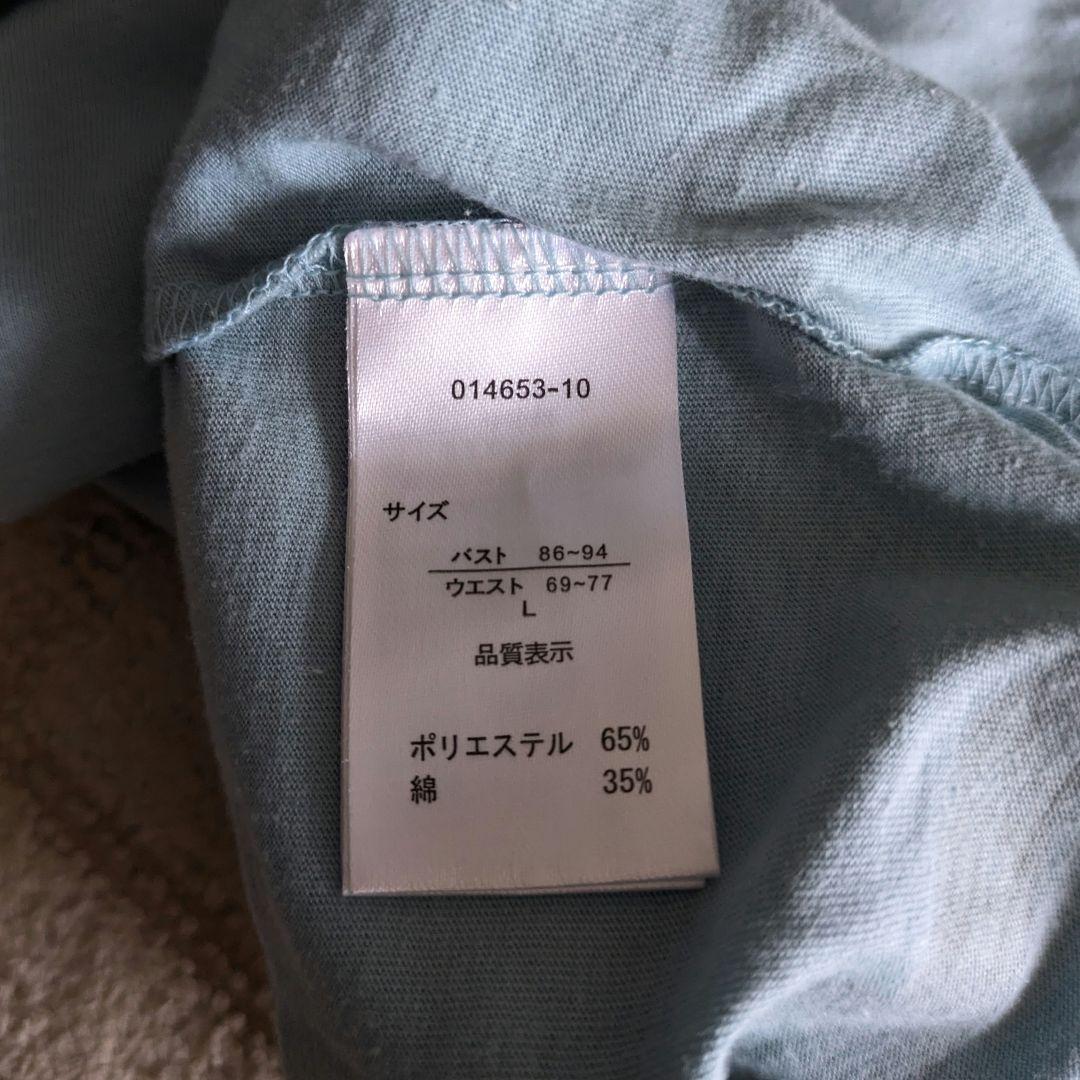 014653-10
サイズ
バスト 86~94
ウエスト 69~77
L
品質表示
ポリエステル 65%
綿 35%